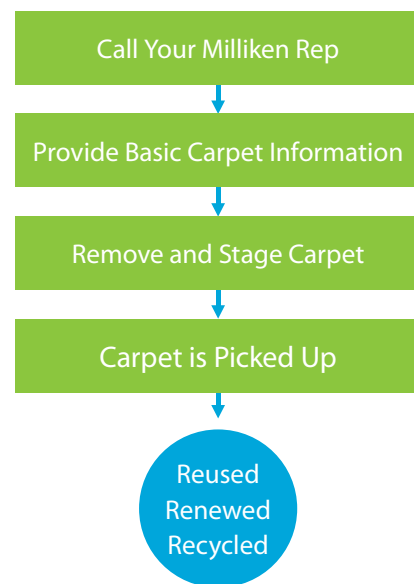 Call Your Milliken Rep
Provide Basic Carpet Information
Remove and Stage Carpet
Carpet is Picked Up
Reused
Renewed
Recycled